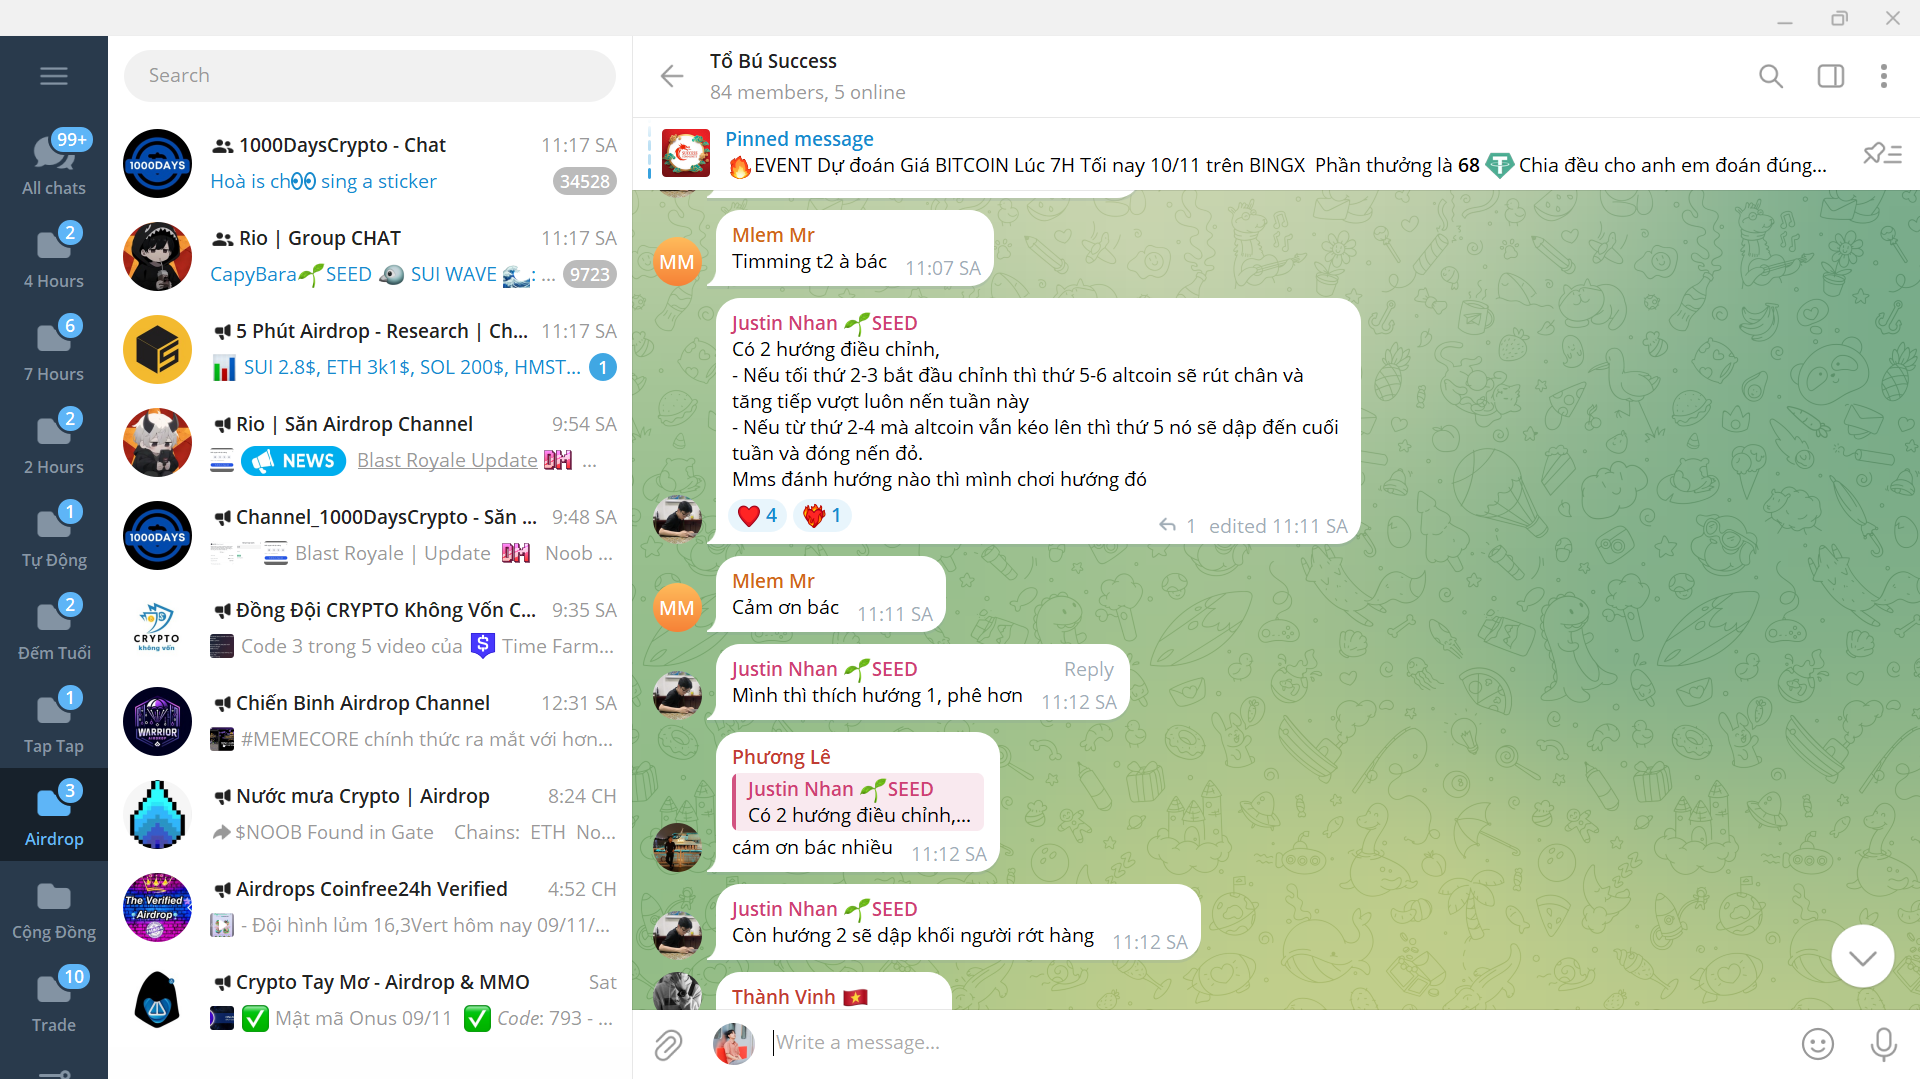 Search
99+
All chats
2
4 Hours
6
7 Hours
2
2 Hours
1
Tự Động
2
Đếm Tuổi
1
Tap Tap
3
Airdrop
Cộng Đồng
10
Trade
1000DAYS
1000DaysCrypto - Chat
11:17 SA
Hoà is ch👀 sing a sticker
34528
Rio | Group CHAT
11:17 SA
CapyBara🌱SEED 🦭 SUI WAVE 🌊: ...
9723
5 Phút Airdrop - Research | Ch...
11:17 SA
📊 SUI 2.8$, ETH 3k1$, SOL 200$, HMST...
1
Rio | Săn Airdrop Channel
9:54 SA
NEWS Blast Royale Update DM ...
1000DAYS
Channel_1000DaysCrypto - Săn ...
9:48 SA
Blast Royale | Update DM Noob ...
CRYPTO
không vốn
Đồng Đội CRYPTO Không Vốn C...
9:35 SA
Code 3 trong 5 video của Time Farm...
WARRIOR
Chiến Binh Airdrop Channel
12:31 SA
#MEMECORE chính thức ra mắt với hơn...
Nước mưa Crypto | Airdrop
8:24 CH
$NOOB Found in Gate Chains: ETH No...
The Verified
Airdrop
Airdrops Coinfree24h Verified
4:52 CH
- Đội hình lủm 16,3Vert hôm nay 09/11/...
Crypto Tay Mơ - Airdrop & MMO
Sat
✅ Mật mã Onus 09/11 ✅ Code: 793 - ...
Tổ Bú Success
84 members, 5 online
Pinned message
🔥EVENT Dự đoán Giá BITCOIN Lúc 7H Tối nay 10/11 trên BINGX Phần thưởng là 68 Chia đều cho anh em đoán đúng...
MM
Mlem Mr
Timming t2 à bác 11:07 SA
Justin Nhan 🌱SEED
Có 2 hướng điều chỉnh,
- Nếu tối thứ 2-3 bắt đầu chỉnh thì thứ 5-6 altcoin sẽ rút chân và
tăng tiếp vượt luôn nến tuần này
- Nếu từ thứ 2-4 mà altcoin vẫn kéo lên thì thứ 5 nó sẽ dập đến cuối
tuần và đóng nến đỏ.
Mms đánh hướng nào thì mình chơi hướng đó
❤️ 4 ❤️‍🔥 1
1 edited 11:11 SA
MM
Mlem Mr
Cảm ơn bác 11:11 SA
Justin Nhan 🌱SEED Reply
Mình thì thích hướng 1, phê hơn 11:12 SA
Phương Lê
Justin Nhan 🌱SEED
Có 2 hướng điều chỉnh,...
cám ơn bác nhiều 11:12 SA
Justin Nhan 🌱SEED
Còn hướng 2 sẽ dập khối người rớt hàng 11:12 SA
Thành Vinh 🇻🇳
Write a message...